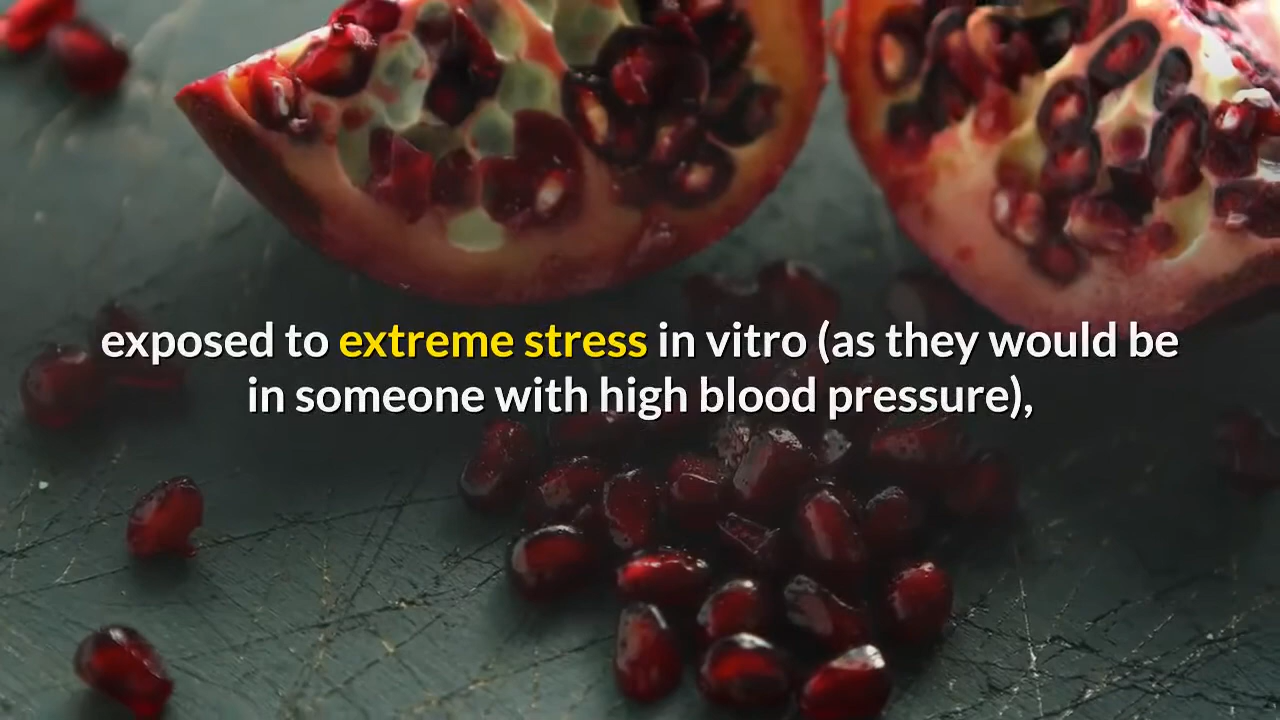 exposed to extreme stress in vitro (as they would be
in someone with high blood pressure),